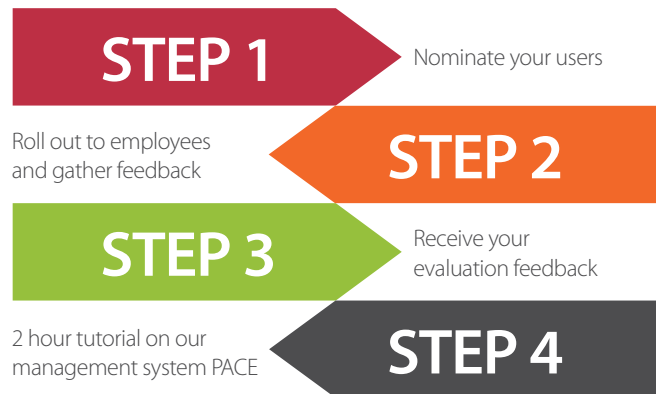 STEP 1
Nominate your users
Roll out to employees
and gather feedback
STEP 2
STEP 3
Receive your
evaluation feedback
2 hour tutorial on our
management system PACE
STEP 4